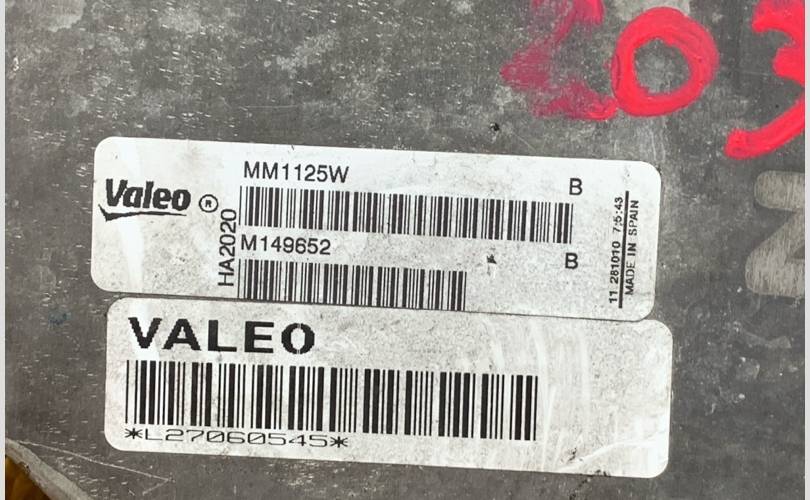 203
Valeo ®
HA2020
MM1125W
B
M149652
B
11 281010 7:5:43
MADE IN SPAIN
VALEO
*L27060545*